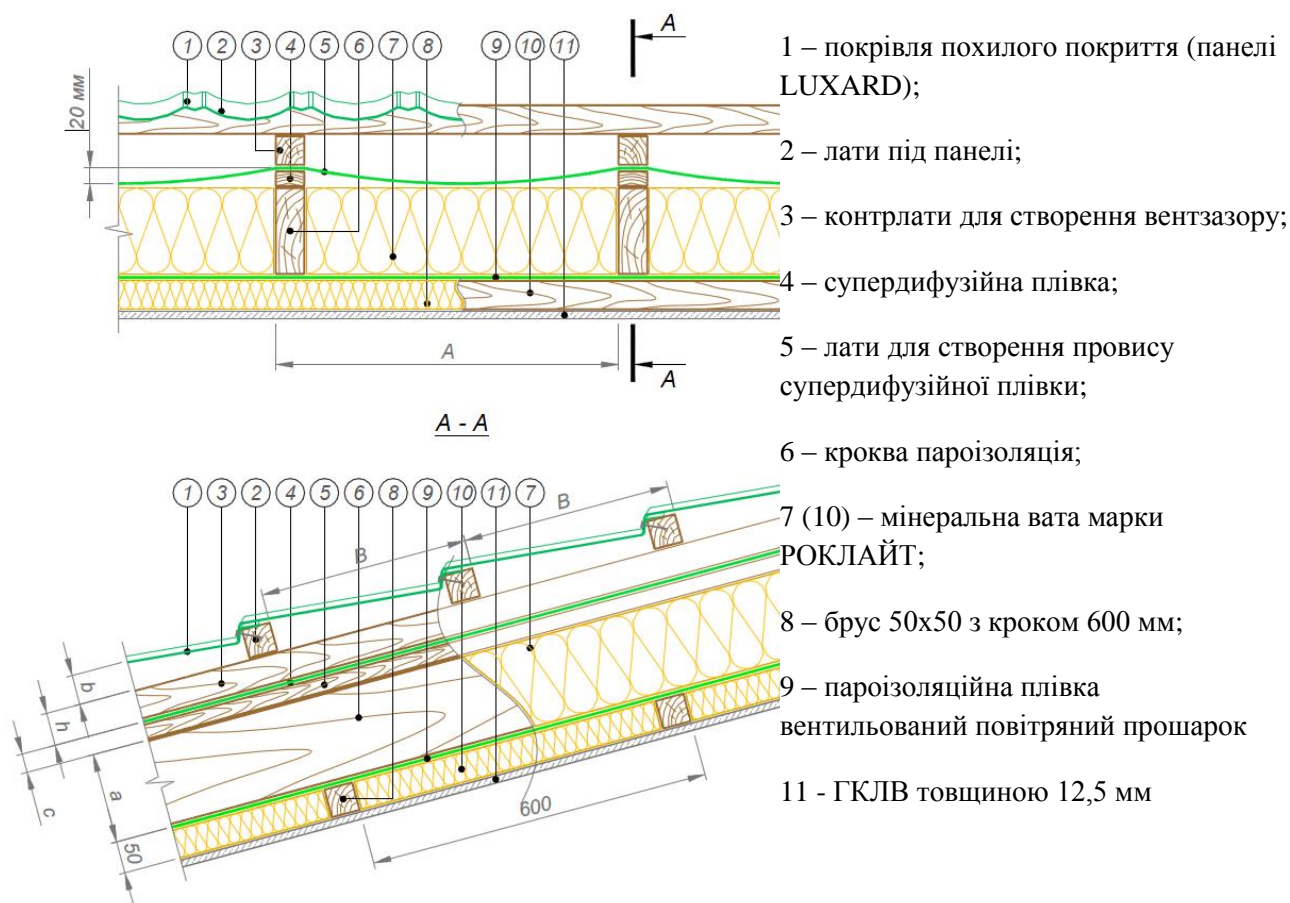 1 2 3 4 5 6 7 8 9 10 11
A
20 мм
A
A
A - A
1 3 2 4 5 6 8 9 10 11 7
B
B
b
h
c
a
50
600
1 – покрівля похилого покриття (панелі
LUXARD);
2 – лати під панелі;
3 – контрлати для створення вентзазору;
4 – супердифузійна плівка;
5 – лати для створення провису
супердифузійної плівки;
6 – кроква пароізоляція;
7 (10) – мінеральна вата марки
РОКЛАЙТ;
8 – брус 50х50 з кроком 600 мм;
9 – пароізоляційна плівка
вентильований повітряний прошарок
11 - ГКЛВ товщиною 12,5 мм